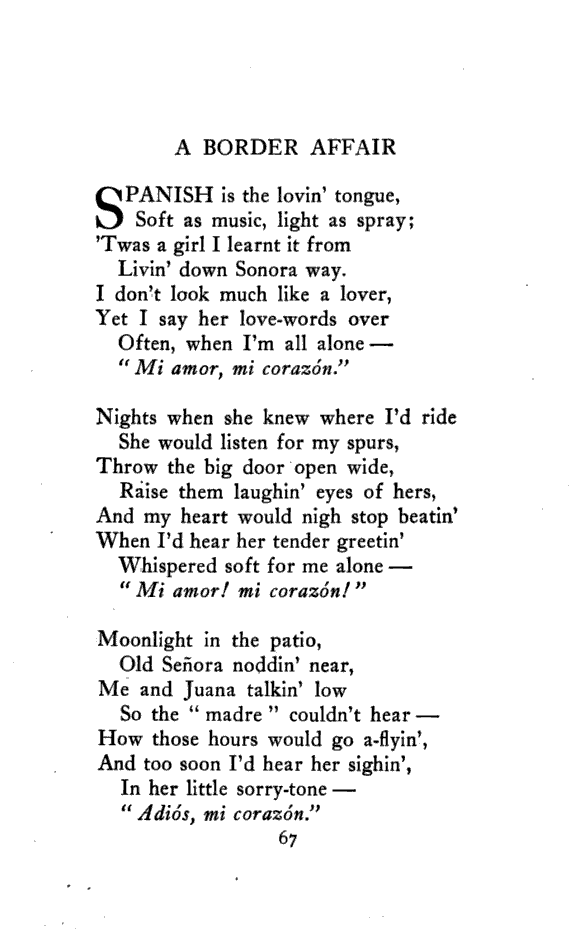 A BORDER AFFAIR
SPANISH is the lovin' tongue,
Soft as music, light as spray;
'Twas a girl I learnt it from
Livin' down Sonora way.
I don't look much like a lover,
Yet I say her love-words over
Often, when I'm all alone —
"Mi amor, mi corazón."
Nights when she knew where I'd ride
She would listen for my spurs,
Throw the big door open wide,
Raise them laughin' eyes of hers,
And my heart would nigh stop beatin'
When I'd hear her tender greetin'
Whispered soft for me alone —
"Mi amor! mi corazón!"
Moonlight in the patio,
Old Señora noddin' near,
Me and Juana talkin' low
So the "madre" couldn't hear —
How those hours would go a-flyin',
And too soon I'd hear her sighin',
In her little sorry-tone —
"Adiós, mi corazón."
67